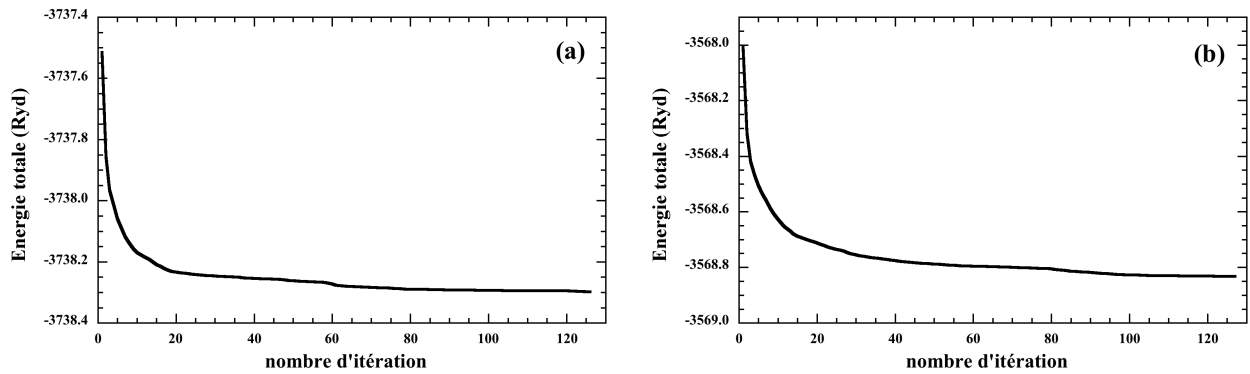 -3737.4
-3737.6
-3737.8
-3738.0
-3738.2
-3738.4
Energie totale (Ryd)
(a)
0 20 40 60 80 100 120
nombre d'itération
-3568.0
-3568.2
-3568.4
-3568.6
-3568.8
-3569.0
Energie totale (Ryd)
(b)
0 20 40 60 80 100 120
nombre d'itération